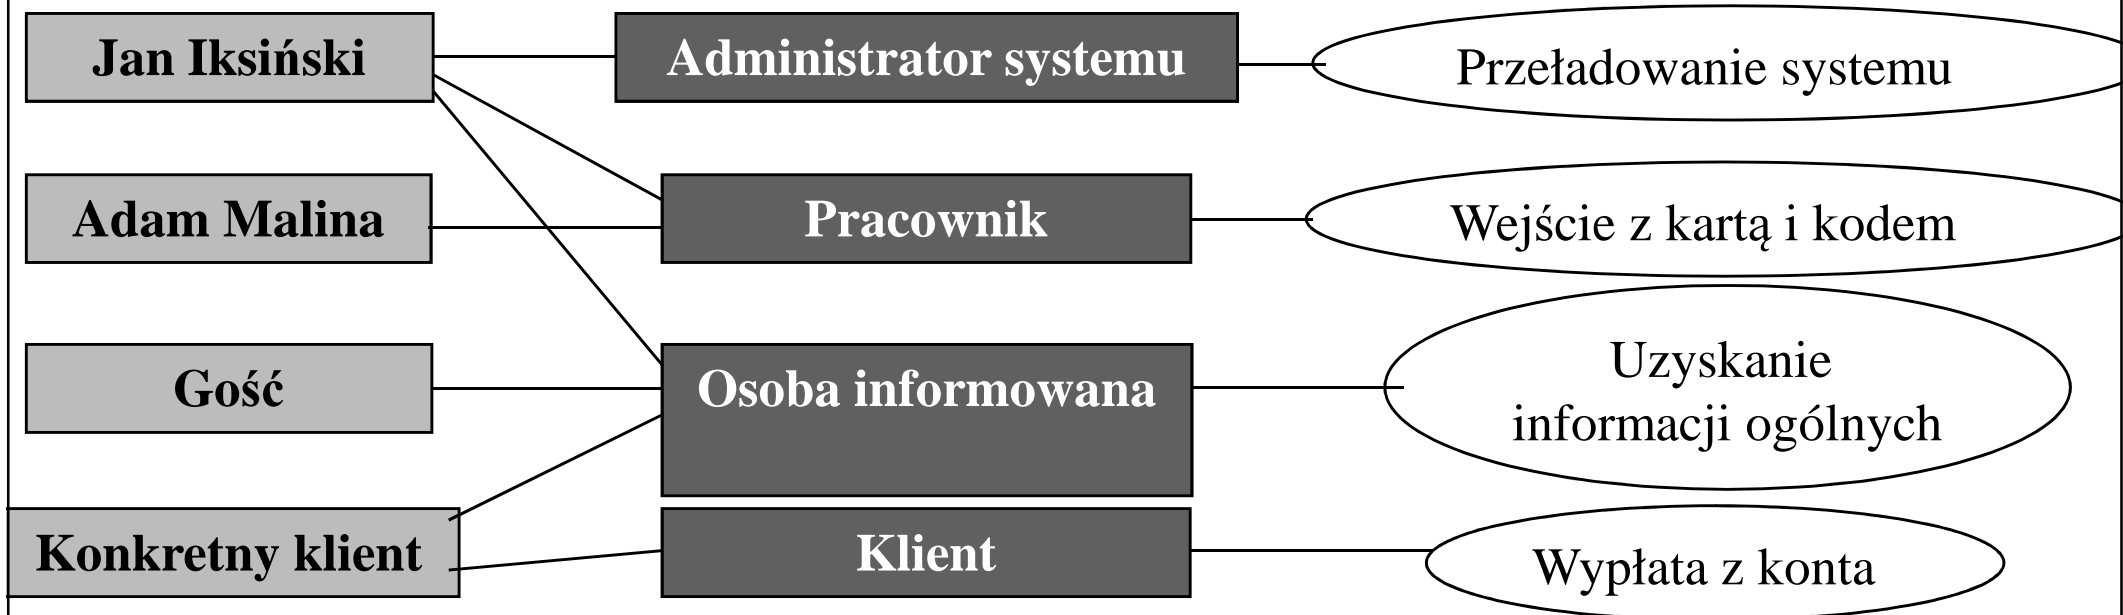 Jan Iksiński
Administrator systemu
Przeładowanie systemu
Adam Malina
Pracownik
Wejście z kartą i kodem
Gość
Osoba informowana
Uzyskanie
informacji ogólnych
Konkretny klient
Klient
Wypłata z konta